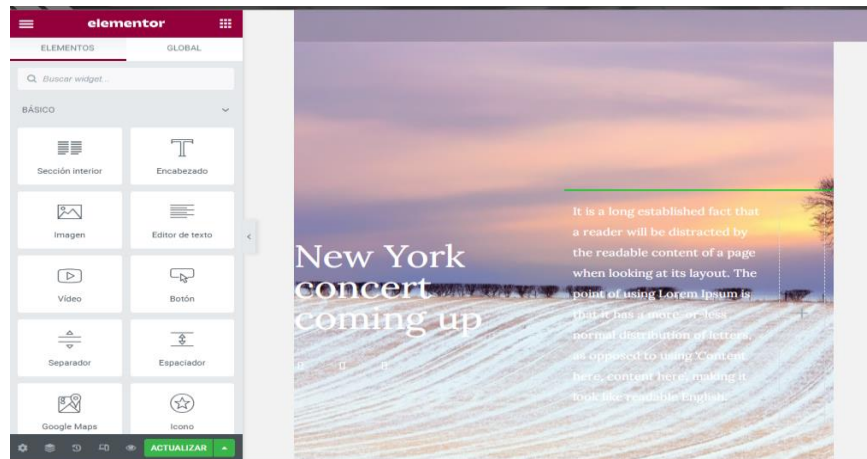 elementor
ELEMENTOS
GLOBAL
Buscar widget...
BÁSICO
Sección interior
Encabezado
Imagen
Editor de texto
Vídeo
Botón
Separador
Espaciador
Google Maps
Icono
ACTUALIZAR
New York
concert
coming up
It is a long established fact that
a reader will be distracted by
the readable content of a page
when looking at its layout. The
point of using Lorem Ipsum is
that it has a more-or-less
normal distribution of letters,
as opposed to using 'Content
here, content here', making it
look like readable English.